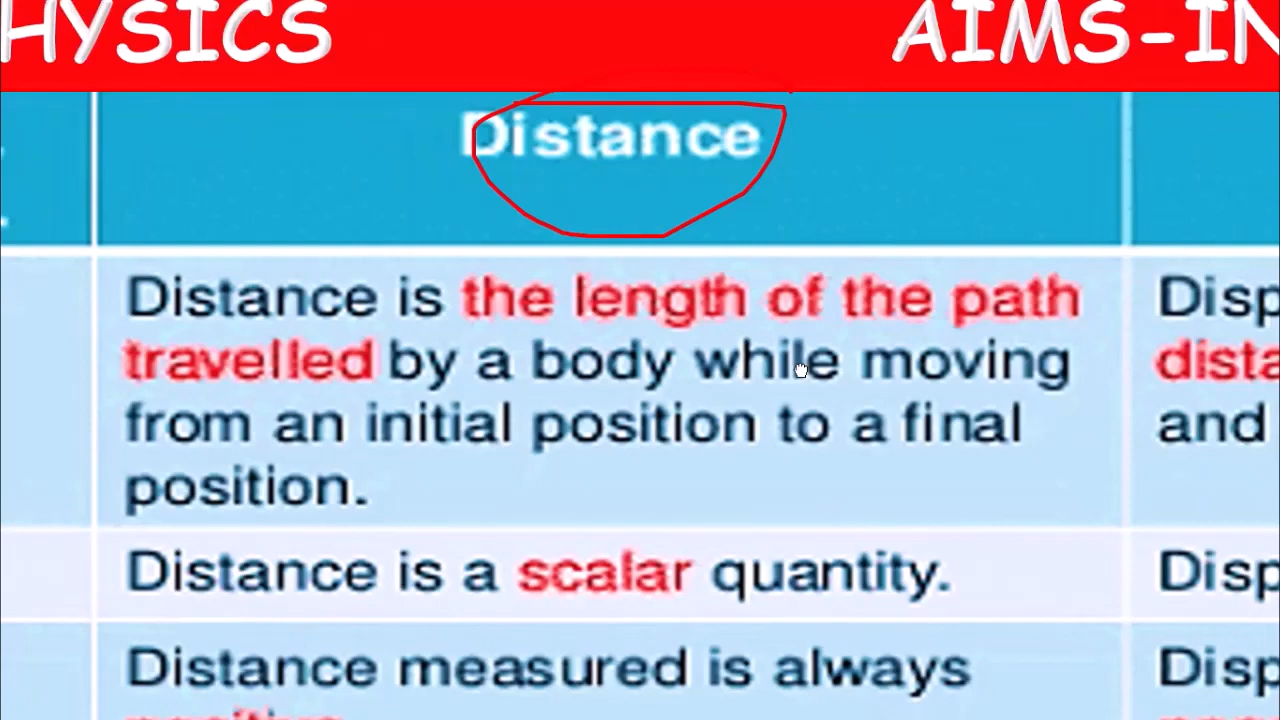 HYSICS AIMS-IN
Distance
Distance is the length of the path
travelled by a body while moving
from an initial position to a final
position.
Disp
dista
and
Distance is a scalar quantity.
Disp
Distance measured is always
positive
Disp